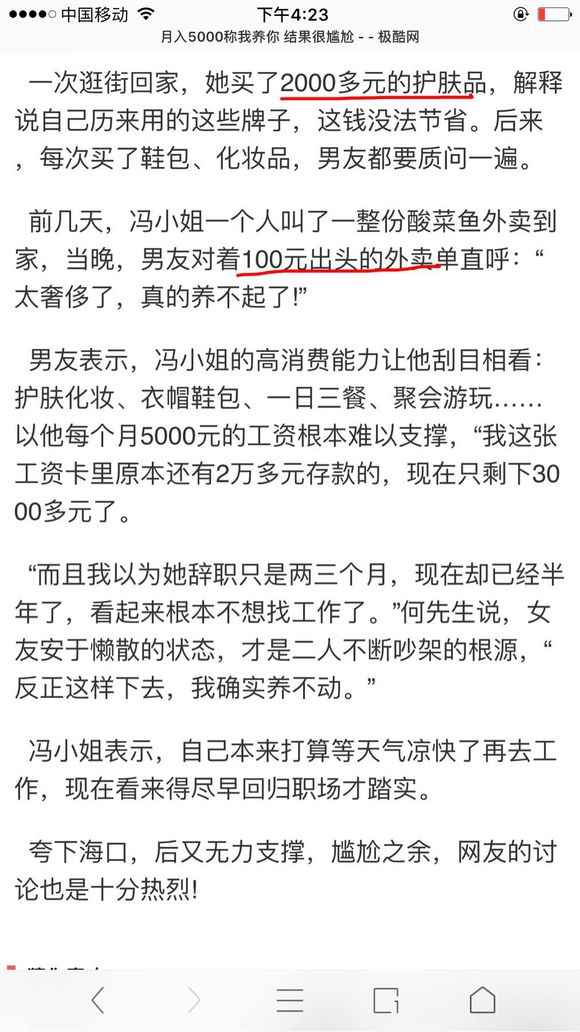 中国移动 下午4:23
月入5000称我养你 结果很尴尬 - - 极酷网
一次逛街回家，她买了2000多元的护肤品，解释
说自己历来用的这些牌子，这钱没法节省。后来
，每次买了鞋包、化妆品，男友都要质问一遍。
前几天，冯小姐一个人叫了一整份酸菜鱼外卖到
家，当晚，男友对着100元出头的外卖单直呼：“
太奢侈了，真的养不起了!”
男友表示，冯小姐的高消费能力让他刮目相看：
护肤化妆、衣帽鞋包、一日三餐、聚会游玩……
以他每个月5000元的工资根本难以支撑，“我这张
工资卡里原本还有2万多元存款的，现在只剩下30
00多元了。
“而且我以为她辞职只是两三个月，现在却已经半
年了，看起来根本不想找工作了。”何先生说，女
友安于懒散的状态，才是二人不断吵架的根源，“
反正这样下去，我确实养不动。”
冯小姐表示，自己本来打算等天气凉快了再去工
作，现在看来得尽早回归职场才踏实。
夸下海口，后又无力支撑，尴尬之余，网友的讨
论也是十分热烈!
1